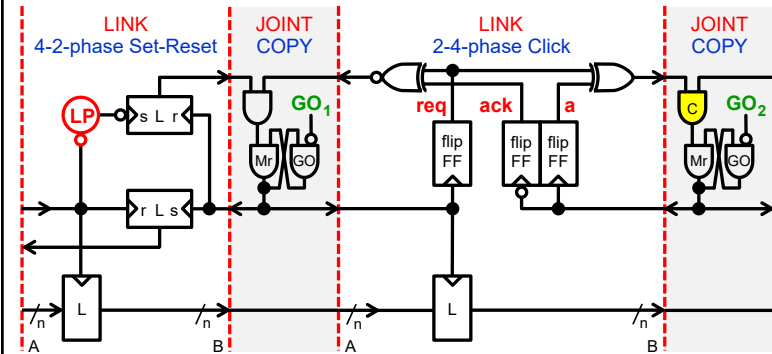 LINK
4-2-phase Set-Reset
JOINT
COPY
LINK
2-4-phase Click
JOINT
COPY
LP
s L r
GO1
req
ack
a
C
GO2
Mr
GO
flip
FF
flip
FF
flip
FF
Mr
GO
r L s
L
L
n
n
n
n
A
B
A
B